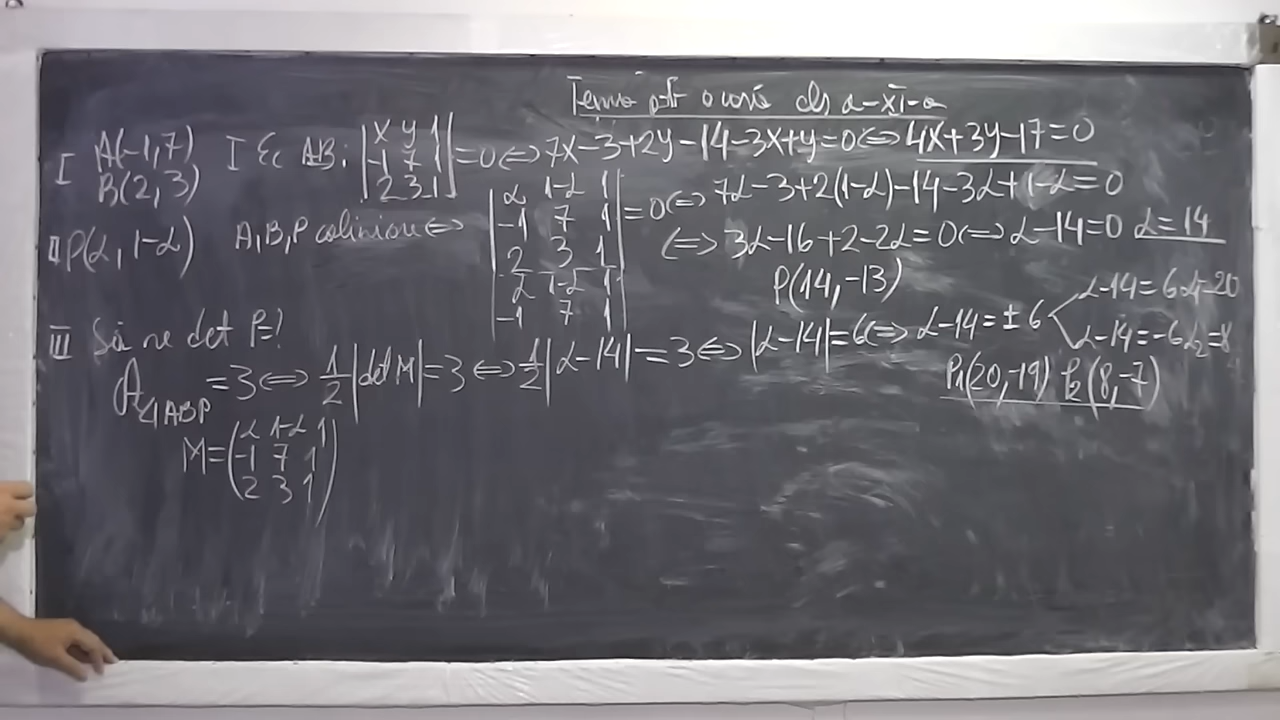 Temă pt oară cls a-XI-a
I A(-1,7) I Ec AB: |x y 1| = 0 ⇔ 7x-3+2y-14-3x+y=0 ⇔ 4x+3y-17=0
|-1 7 1|
B(2,3) |2 3 1|
II P(α,1-α) A,B,P coliniare ⇔ |α 1-α 1| = 0 ⇔ 7α-3+2(1-α)-14-3α+1-α=0
|-1 7 1|
|2 3 1| ⇔ 3α-16+2-2α=0 ⇔ α-14=0 α=14
|α 1-α 1| P(14,-13)
|-1 7 1|
III Să se det P=?
A◁ABP =3 ⇔ 1/2|det M|=3 ⇔ 1/2|α-14|=3 ⇔ |α-14|=6 ⇔ α-14=±6
α-14=6 α1=20
α-14=-6 α2=8
P1(20,-19) P2(8,-7)
M=(α 1-α 1
-1 7 1
2 3 1)